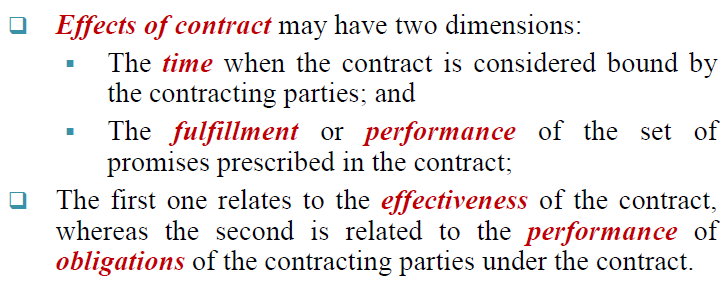 Effects of contract may have two dimensions:
The time when the contract is considered bound by
the contracting parties; and
The fulfillment or performance of the set of
promises prescribed in the contract;
The first one relates to the effectiveness of the contract,
whereas the second is related to the performance of
obligations of the contracting parties under the contract.